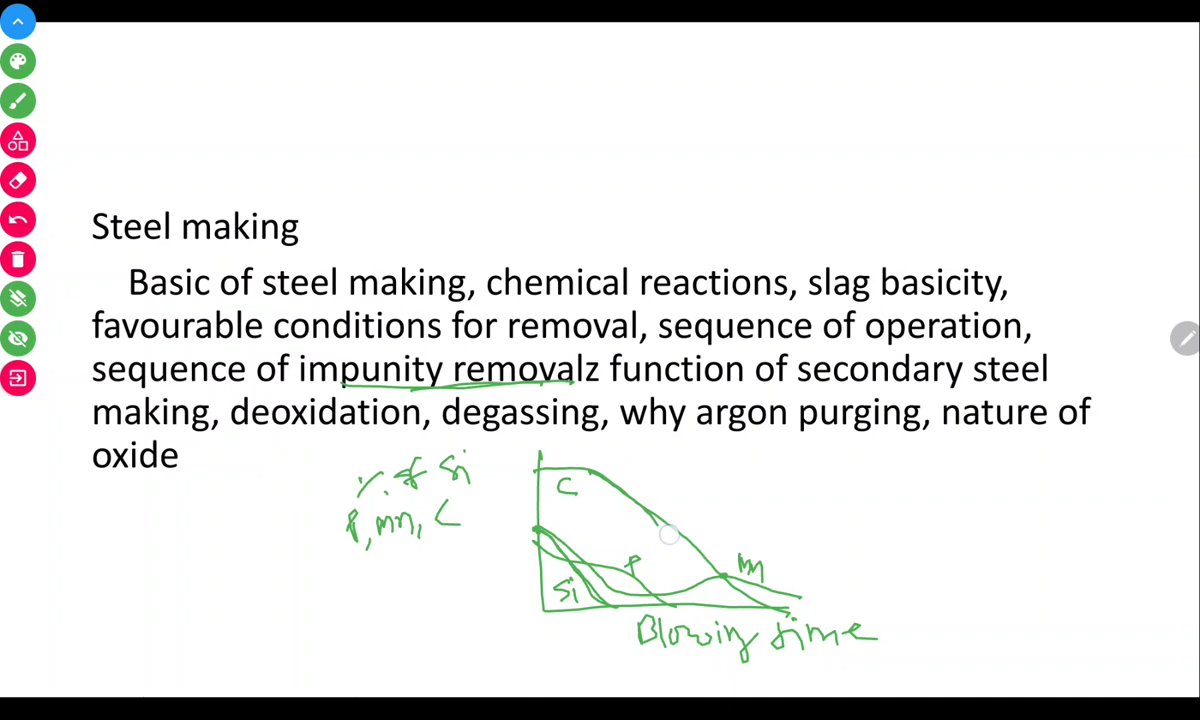 Steel making
Basic of steel making, chemical reactions, slag basicity,
favourable conditions for removal, sequence of operation,
sequence of impunity removalz function of secondary steel
making, deoxidation, degassing, why argon purging, nature of
oxide
% of Si
P, Mn, C
C
P
Mn
Si
Blowing time